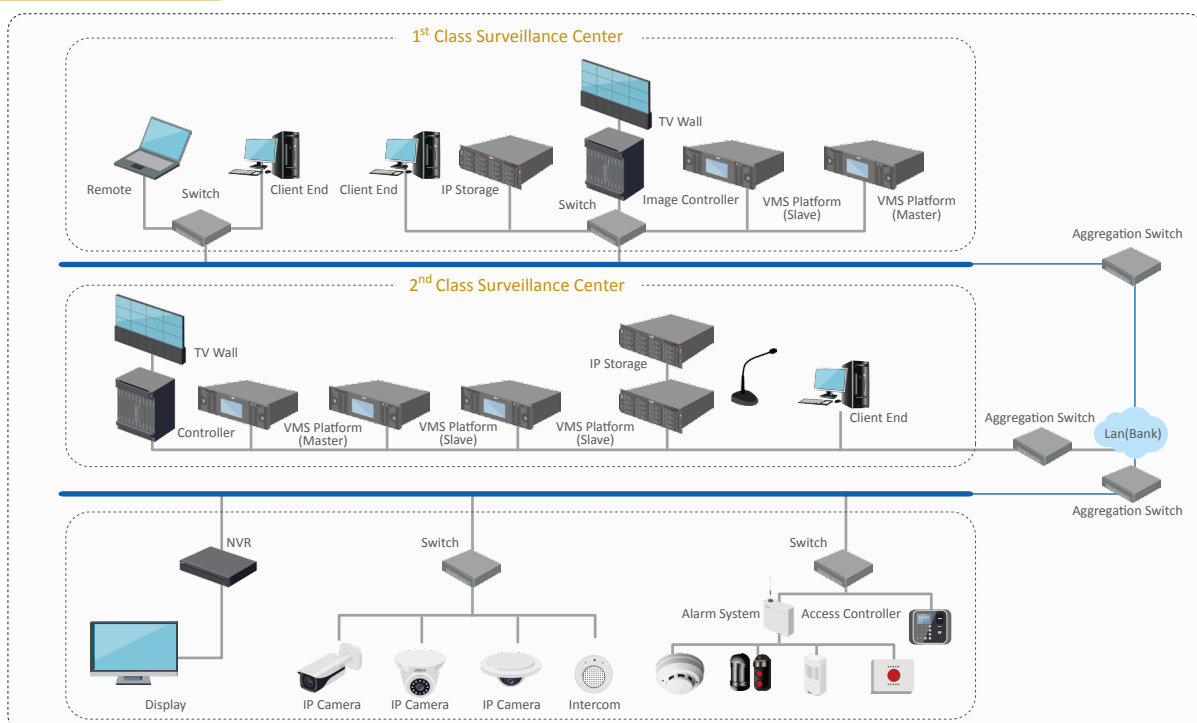 1st Class Surveillance Center
TV Wall
Remote
Switch
Client End
Client End
IP Storage
Switch
Image Controller
VMS Platform
(Slave)
VMS Platform
(Master)
Aggregation Switch
2nd Class Surveillance Center
TV Wall
IP Storage
Controller
VMS Platform
(Master)
VMS Platform
(Slave)
VMS Platform
(Slave)
Client End
Aggregation Switch
Lan(Bank)
Aggregation Switch
NVR
Switch
Switch
Alarm System
Access Controller
Display
IP Camera
IP Camera
IP Camera
Intercom